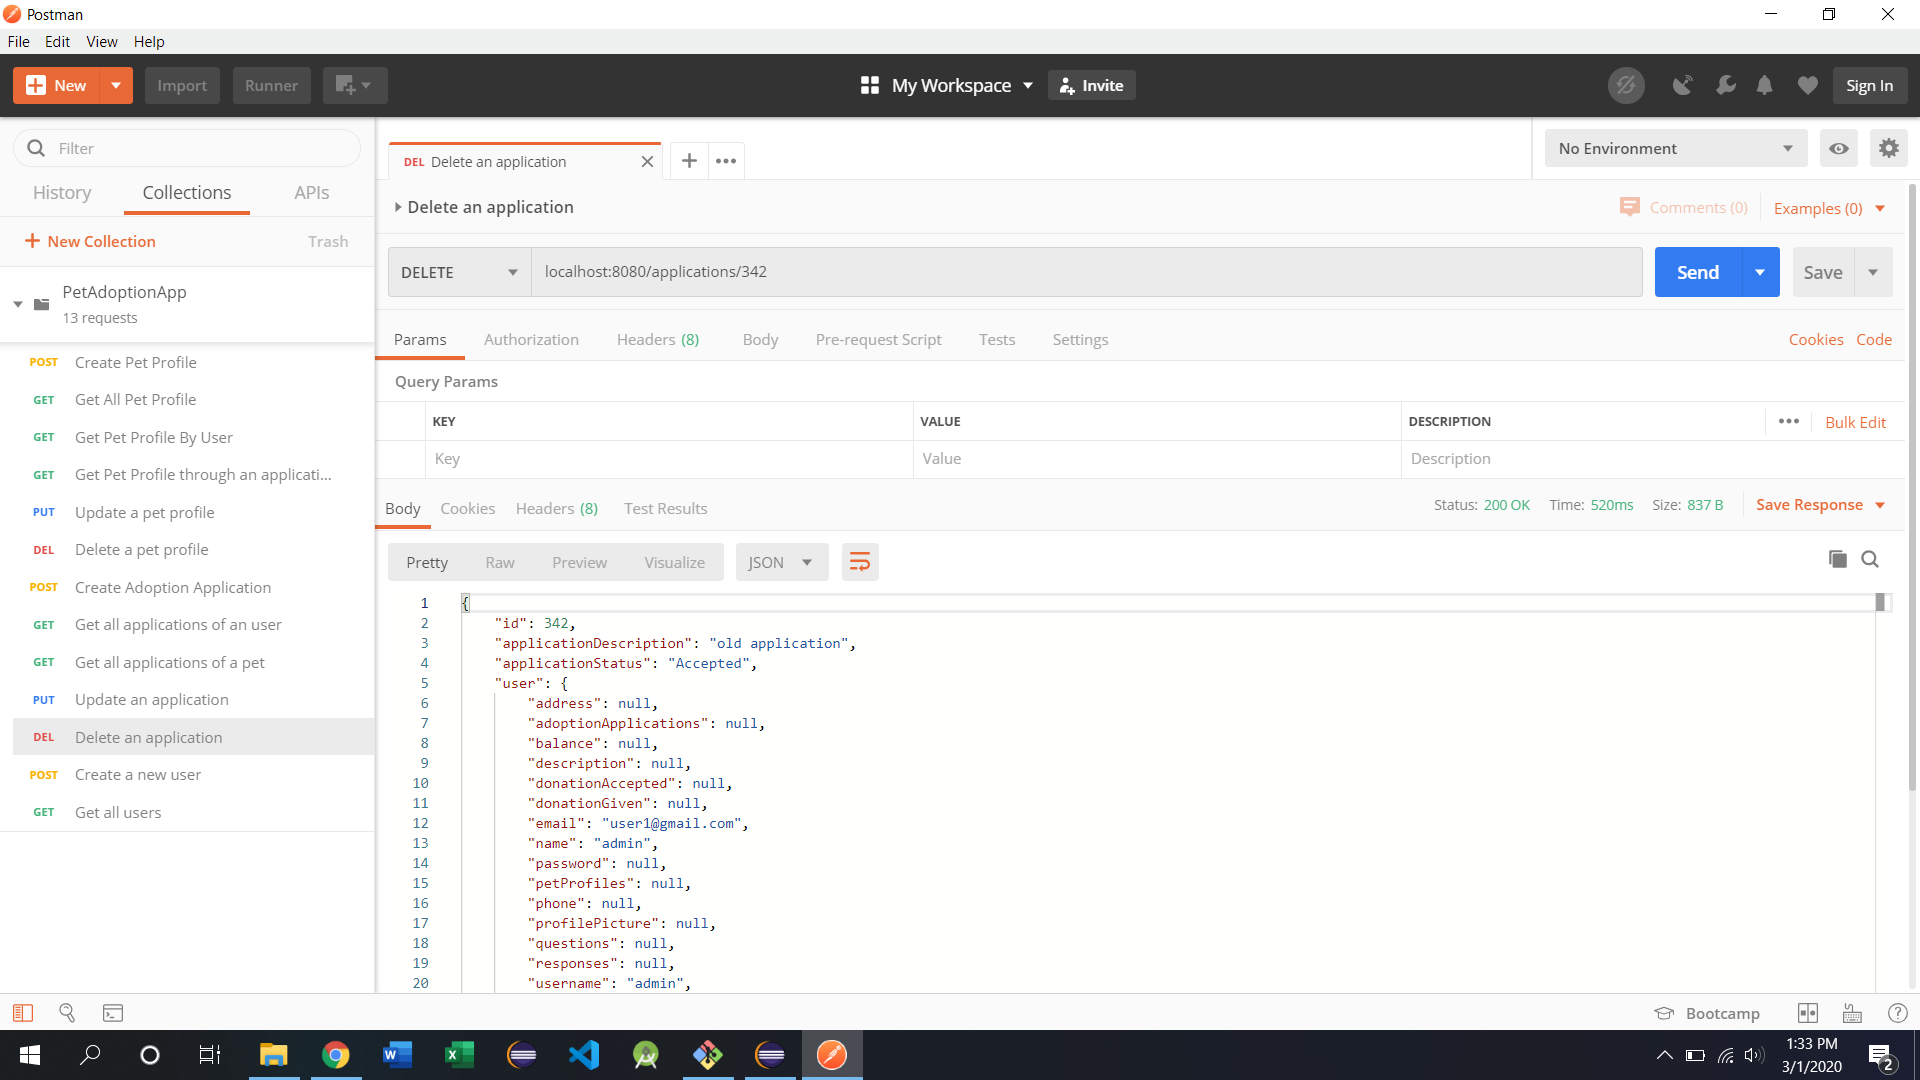 Postman
File Edit View Help
New Import Runner My Workspace Invite Sign In
Filter
History Collections APIs
New Collection Trash
PetAdoptionApp
13 requests
POST Create Pet Profile
GET Get All Pet Profile
GET Get Pet Profile By User
GET Get Pet Profile through an applicati...
PUT Update a pet profile
DEL Delete a pet profile
POST Create Adoption Application
GET Get all applications of an user
GET Get all applications of a pet
PUT Update an application
DEL Delete an application
POST Create a new user
GET Get all users
DEL Delete an application
No Environment
Delete an application
Comments (0) Examples (0)
DELETE localhost:8080/applications/342 Send Save
Params Authorization Headers (8) Body Pre-request Script Tests Settings Cookies Code
Query Params
KEY VALUE DESCRIPTION Bulk Edit
Key Value Description
Body Cookies Headers (8) Test Results Status: 200 OK Time: 520ms Size: 837 B Save Response
Pretty Raw Preview Visualize JSON
1 {
2 "id": 342,
3 "applicationDescription": "old application",
4 "applicationStatus": "Accepted",
5 "user": {
6 "address": null,
7 "adoptionApplications": null,
8 "balance": null,
9 "description": null,
10 "donationAccepted": null,
11 "donationGiven": null,
12 "email": "user1@gmail.com",
13 "name": "admin",
14 "password": null,
15 "petProfiles": null,
16 "phone": null,
17 "profilePicture": null,
18 "questions": null,
19 "responses": null,
20 "username": "admin",
Bootcamp
1:33 PM
3/1/2020
2